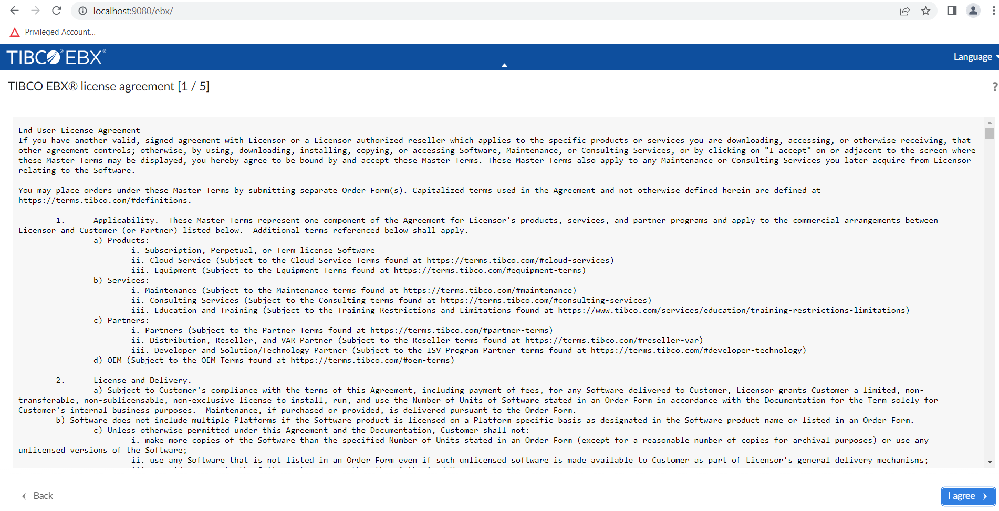 localhost:9080/ebx/
Privileged Account...
TIBCO® EBX®
Language
TIBCO EBX® license agreement [1 / 5]
?
End User License Agreement
If you have another valid, signed agreement with Licensor or a Licensor authorized reseller which applies to the specific products or services you are downloading, accessing, or otherwise receiving, that
other agreement controls; otherwise, by using, downloading, installing, copying, or accessing Software, Maintenance, or Consulting Services, or by clicking on "I accept" on or adjacent to the screen where
these Master Terms may be displayed, you hereby agree to be bound by and accept these Master Terms. These Master Terms also apply to any Maintenance or Consulting Services you later acquire from Licensor
relating to the Software.
You may place orders under these Master Terms by submitting separate Order Form(s). Capitalized terms used in the Agreement and not otherwise defined herein are defined at
https://terms.tibco.com/#definitions.
1. Applicability. These Master Terms represent one component of the Agreement for Licensor's products, services, and partner programs and apply to the commercial arrangements between
Licensor and Customer (or Partner) listed below. Additional terms referenced below shall apply.
a) Products:
i. Subscription, Perpetual, or Term license Software
ii. Cloud Service (Subject to the Cloud Service Terms found at https://terms.tibco.com/#cloud-services)
iii. Equipment (Subject to the Equipment Terms found at https://terms.tibco.com/#equipment-terms)
b) Services:
i. Maintenance (Subject to the Maintenance terms found at https://terms.tibco.com/#maintenance)
ii. Consulting Services (Subject to the Consulting terms found at https://terms.tibco.com/#consulting-services)
iii. Education and Training (Subject to the Training Restrictions and Limitations found at https://www.tibco.com/services/education/training-restrictions-limitations)
c) Partners:
i. Partners (Subject to the Partner Terms found at https://terms.tibco.com/#partner-terms)
ii. Distribution, Reseller, and VAR Partner (Subject to the Reseller terms found at https://terms.tibco.com/#reseller-var)
iii. Developer and Solution/Technology Partner (Subject to the ISV Program Partner terms found at https://terms.tibco.com/#developer-technology)
d) OEM (Subject to the OEM Terms found at https://terms.tibco.com/#oem-terms)
2. License and Delivery.
a) Subject to Customer's compliance with the terms of this Agreement, including payment of fees, for any Software delivered to Customer, Licensor grants Customer a limited, non-
transferable, non-sublicensable, non-exclusive license to install, run, and use the Number of Units of Software stated in an Order Form in accordance with the Documentation for the Term solely for
Customer's internal business purposes. Maintenance, if purchased or provided, is delivered pursuant to the Order Form.
b) Software does not include multiple Platforms if the Software product is licensed on a Platform specific basis as designated in the Software product name or listed in an Order Form.
c) Unless otherwise permitted under this Agreement and the Documentation, Customer shall not:
i. make more copies of the Software than the specified Number of Units stated in an Order Form (except for a reasonable number of copies for archival purposes) or use any
unlicensed versions of the Software;
ii. use any Software that is not listed in an Order Form even if such unlicensed software is made available to Customer as part of Licensor's general delivery mechanisms;
Back
I agree